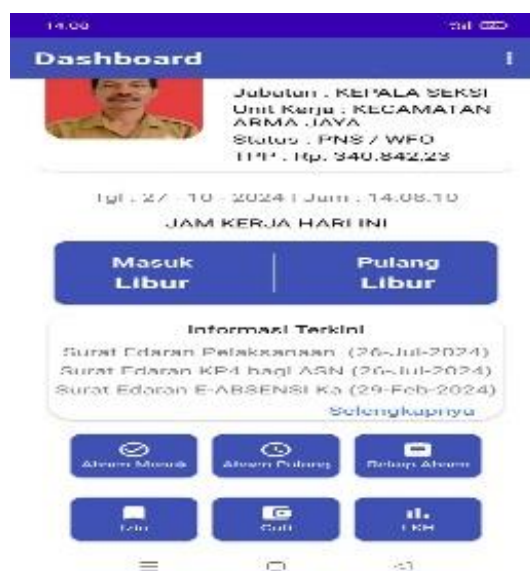 14.08
Dashboard
Jabatan : KEPALA SEKSI
Unit Kerja : KECAMATAN
ARMA JAYA
Status : PNS / WFO
TPP : Rp. 340.842.23
Tgl : 27 - 10 - 2024 | Jam : 14.08.10
JAM KERJA HARI INI
Masuk Pulang
Libur Libur
Informasi Terkini
Surat Edaran Pelaksanaan (26-Jul-2024)
Surat Edaran KP4 bagi ASN (26-Jul-2024)
Surat Edaran E-ABSENSI Ka (29-Feb-2024)
Selengkapnya
Absen Masuk Absen Pulang Rekap Absen
Izin Cuti LKH